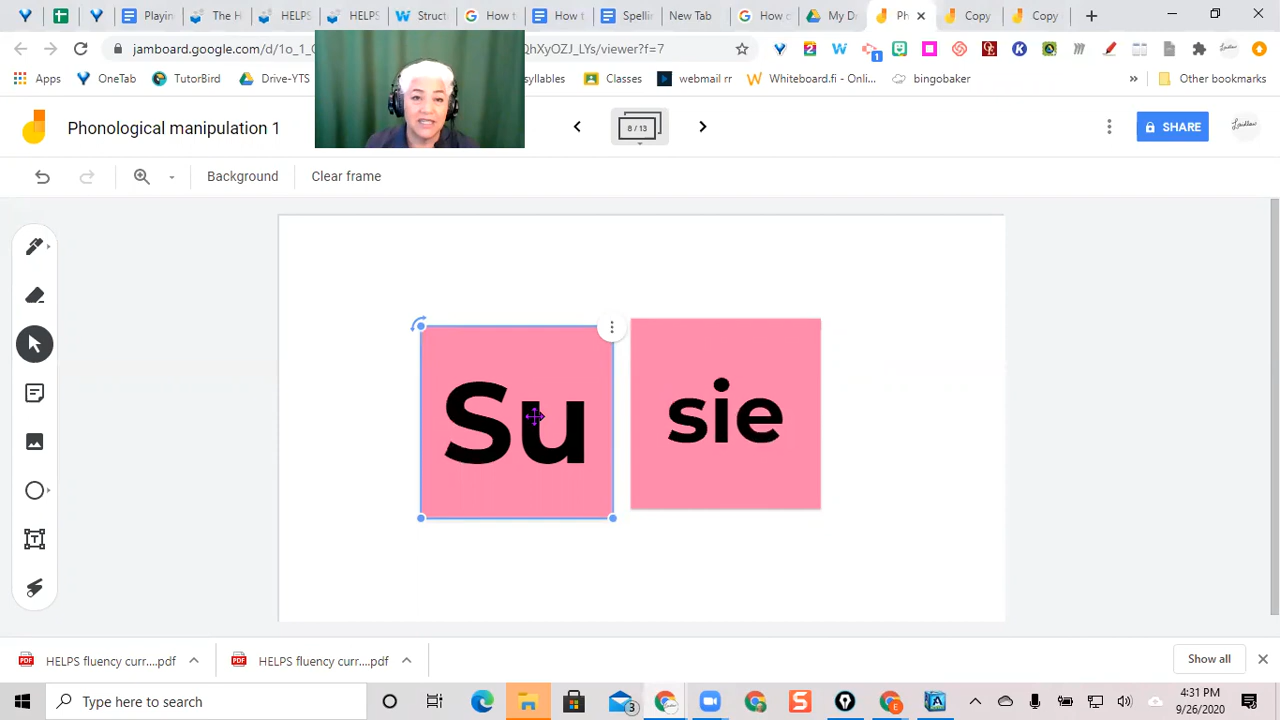 Playin
The H
HELPS
HELPS
Struct
How t
How t
Spellin
New Tab
How to
My Dr
Ph
Copy
Copy
jamboard.google.com/d/1o_1_
QhXyOZJ_LYs/viewer?f=7
Apps
OneTab
TutorBird
Drive-YTS
syllables
Classes
webmail rr
Whiteboard.fi - Onli...
bingobaker
»
Other bookmarks
Phonological manipulation 1
8 / 13
SHARE
Background
Clear frame
Su
sie
HELPS fluency curr....pdf
HELPS fluency curr....pdf
Show all
Type here to search
3
4:31 PM
9/26/2020